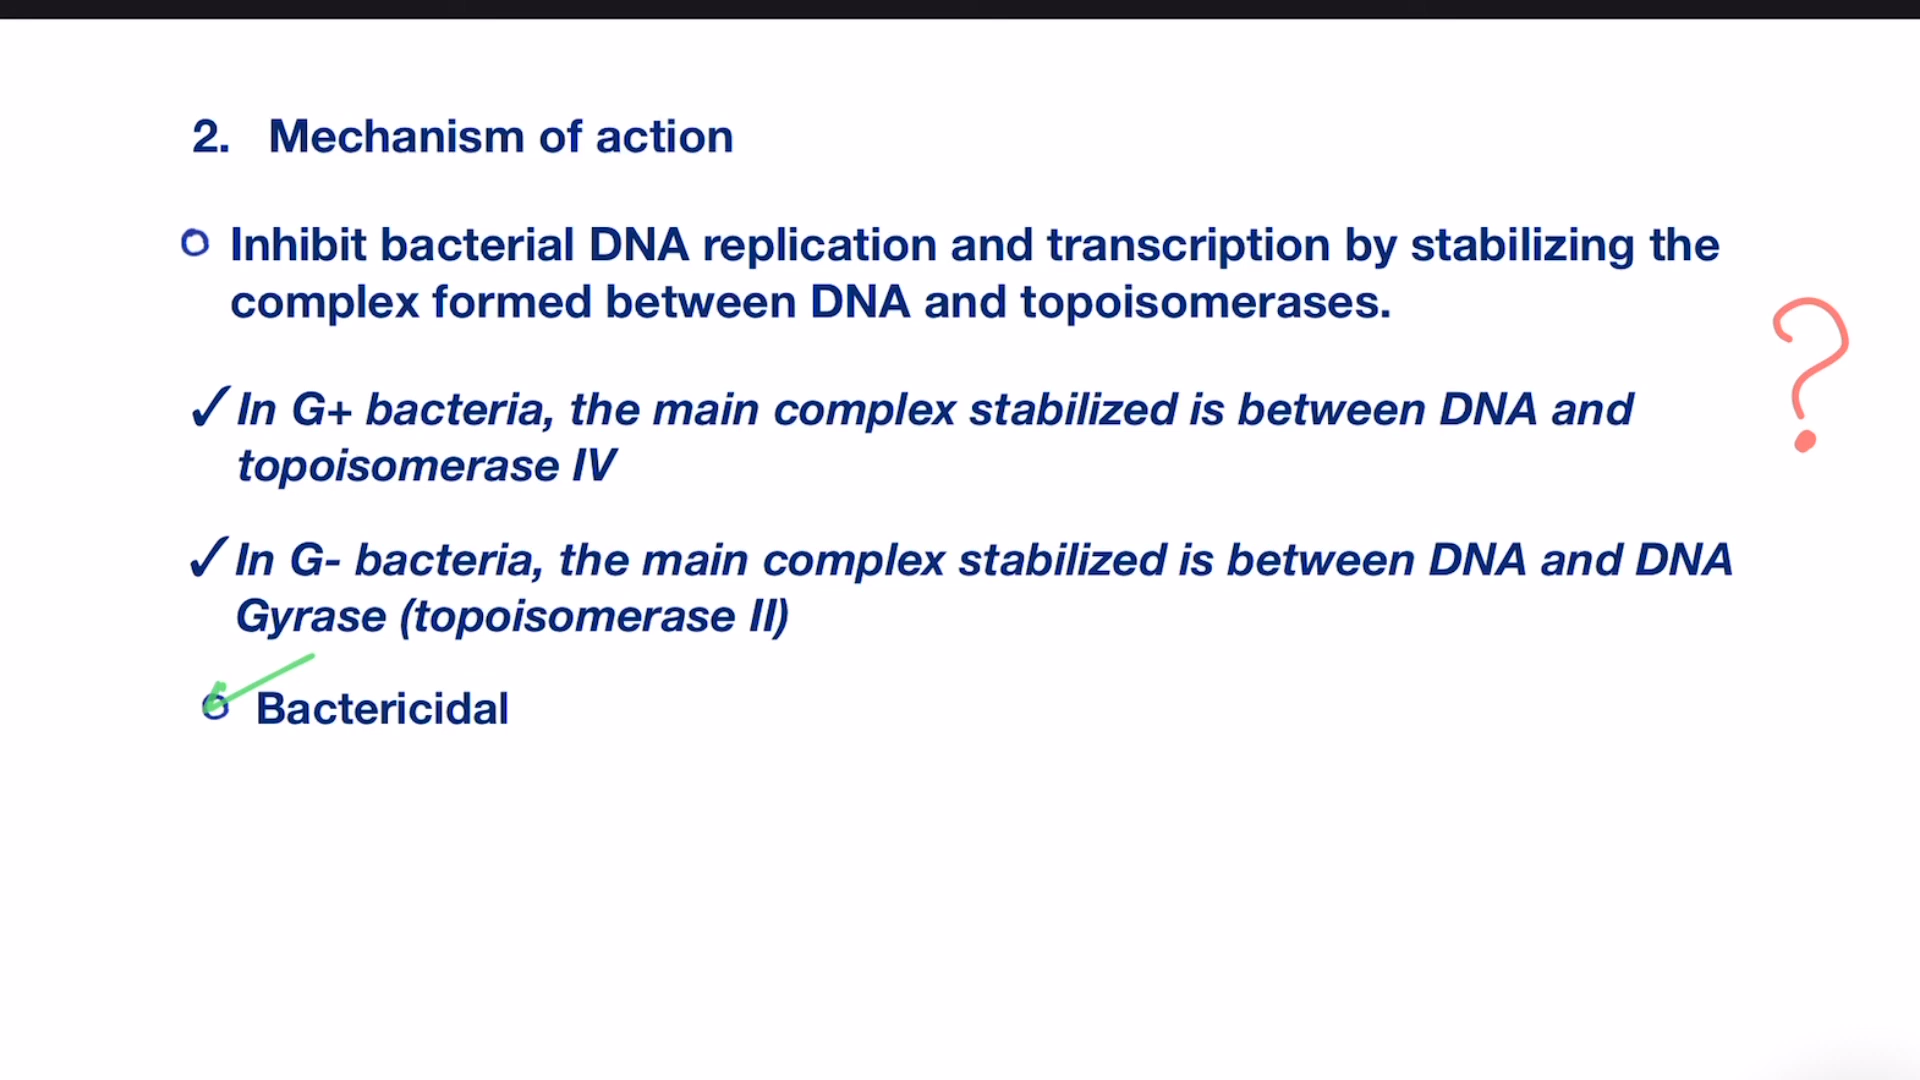 2. Mechanism of action
Inhibit bacterial DNA replication and transcription by stabilizing the
complex formed between DNA and topoisomerases.
✓In G+ bacteria, the main complex stabilized is between DNA and
topoisomerase IV
✓In G- bacteria, the main complex stabilized is between DNA and DNA
Gyrase (topoisomerase II)
Bactericidal
?